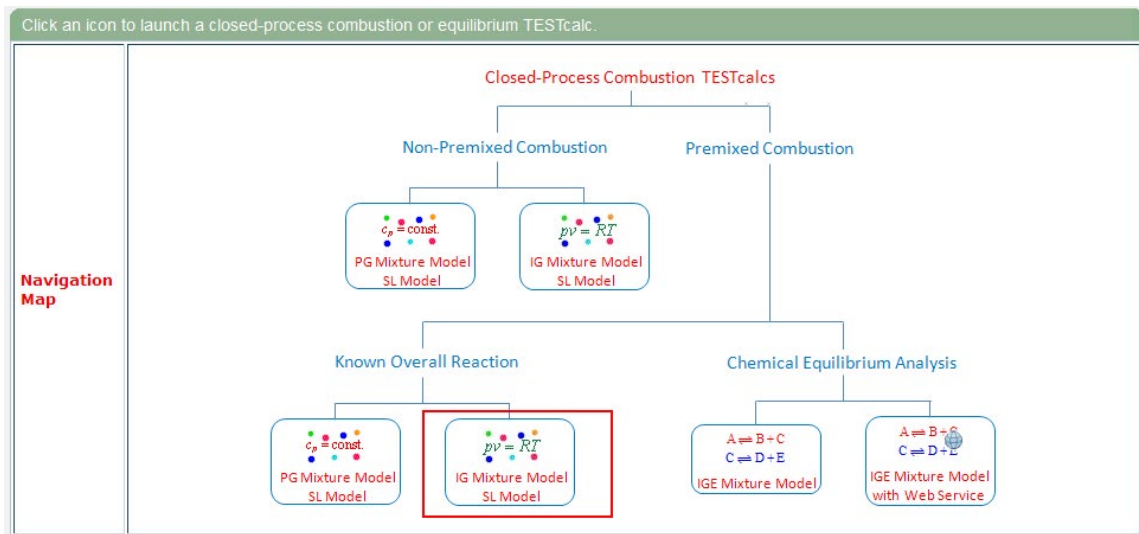 Click an icon to launch a closed-process combustion or equilibrium TESTcalc.
Navigation
Map
Closed-Process Combustion TESTcalcs
Non-Premixed Combustion
Premixed Combustion
cₚ = const.
PG Mixture Model
SL Model
pv = RT
IG Mixture Model
SL Model
Known Overall Reaction
Chemical Equilibrium Analysis
cₚ = const.
PG Mixture Model
SL Model
pv = RT
IG Mixture Model
SL Model
A ⇌ B + C
C ⇌ D + E
IGE Mixture Model
A ⇌ B + C
C ⇌ D + E
IGE Mixture Model
with Web Service